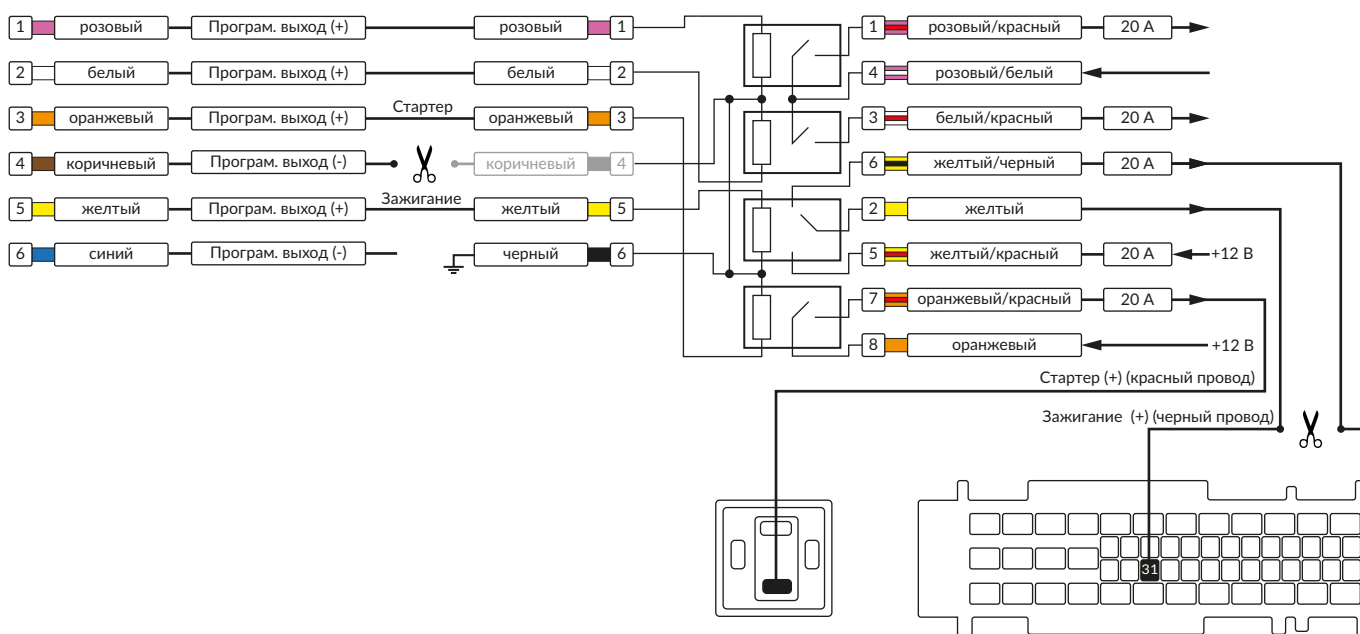 1 розовый Програм. выход (+) розовый 1 1 розовый/красный 20 А
2 белый Програм. выход (+) белый 2 4 розовый/белый
Стартер
3 оранжевый Програм. выход (+) оранжевый 3 3 белый/красный 20 А
4 коричневый Програм. выход (-) коричневый 4 6 желтый/черный 20 А
Зажигание
5 желтый Програм. выход (+) желтый 5 2 желтый
6 синий Програм. выход (-) черный 6 5 желтый/красный 20 А +12 В
7 оранжевый/красный 20 А
8 оранжевый +12 В
Стартер (+) (красный провод)
Зажигание (+) (черный провод)
31